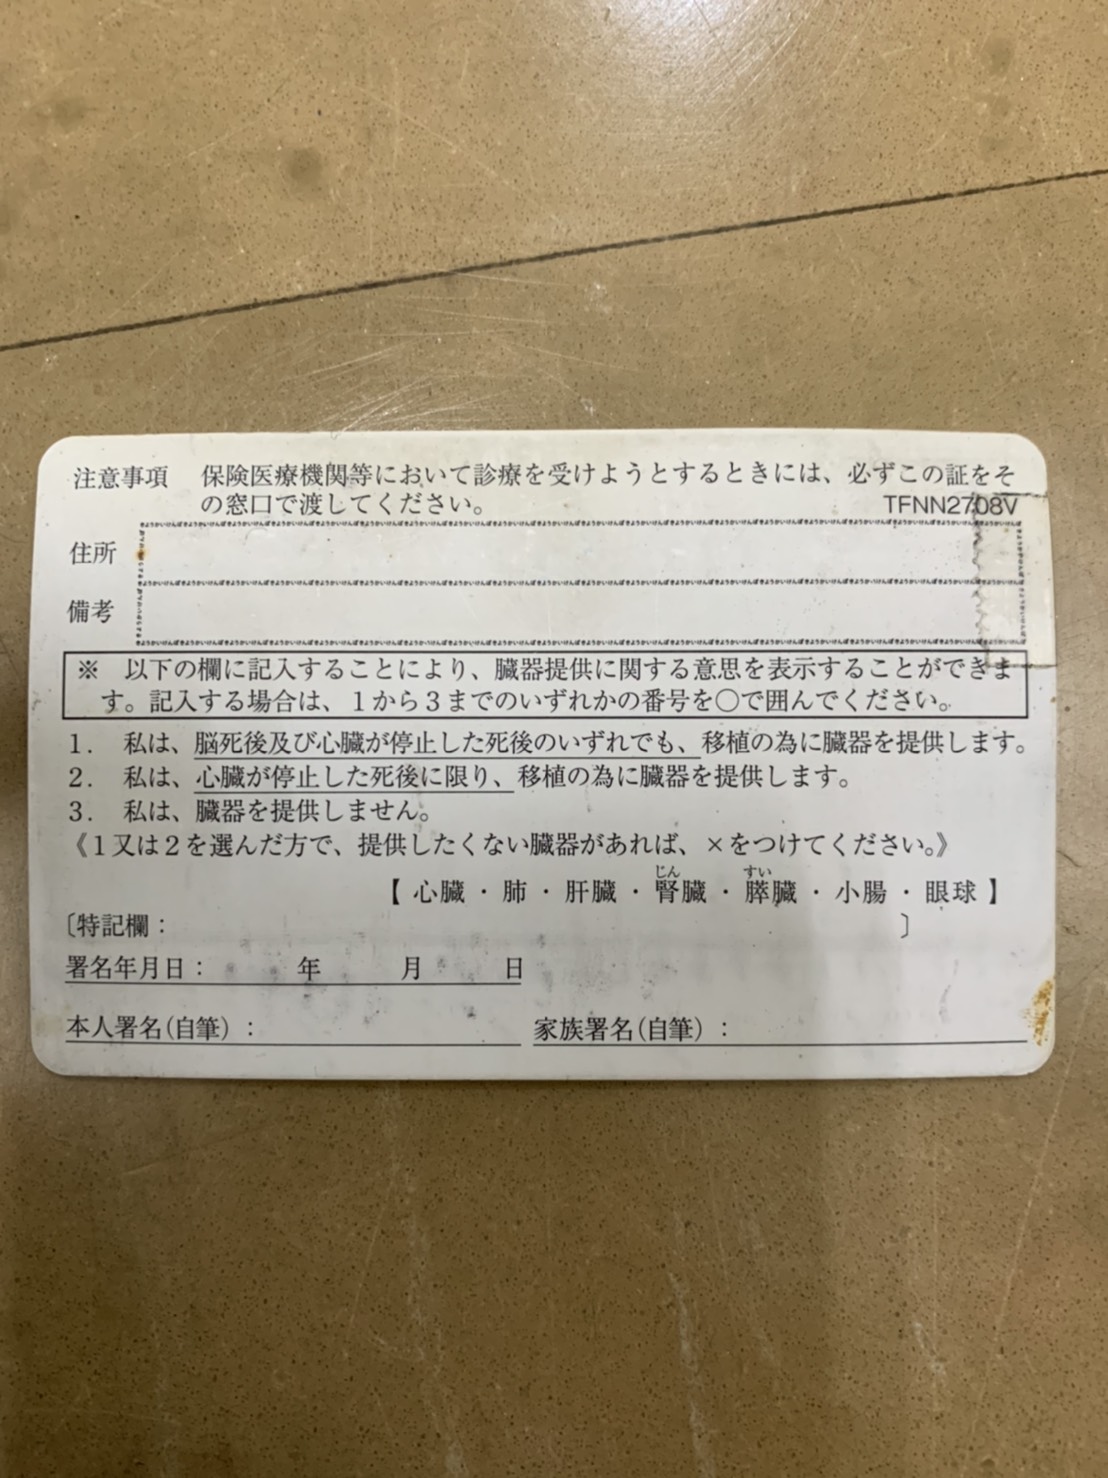 注意事項 保険医療機関等において診療を受けようとするときには、必ずこの証をそ
の窓口で渡してください。 TFNN2708V
住所
備考
※ 以下の欄に記入することにより、臓器提供に関する意思を表示することができま
す。記入する場合は、1から3までのいずれかの番号を〇で囲んでください。
1. 私は、脳死後及び心臓が停止した死後のいずれでも、移植の為に臓器を提供します。
2. 私は、心臓が停止した死後に限り、移植の為に臓器を提供します。
3. 私は、臓器を提供しません。
《1又は2を選んだ方で、提供したくない臓器があれば、×をつけてください。》
じん すい
【 心臓・肺・肝臓・腎臓・膵臓・小腸・眼球 】
〔特記欄: 〕
署名年月日: 年 月 日
本人署名(自筆): 家族署名(自筆):